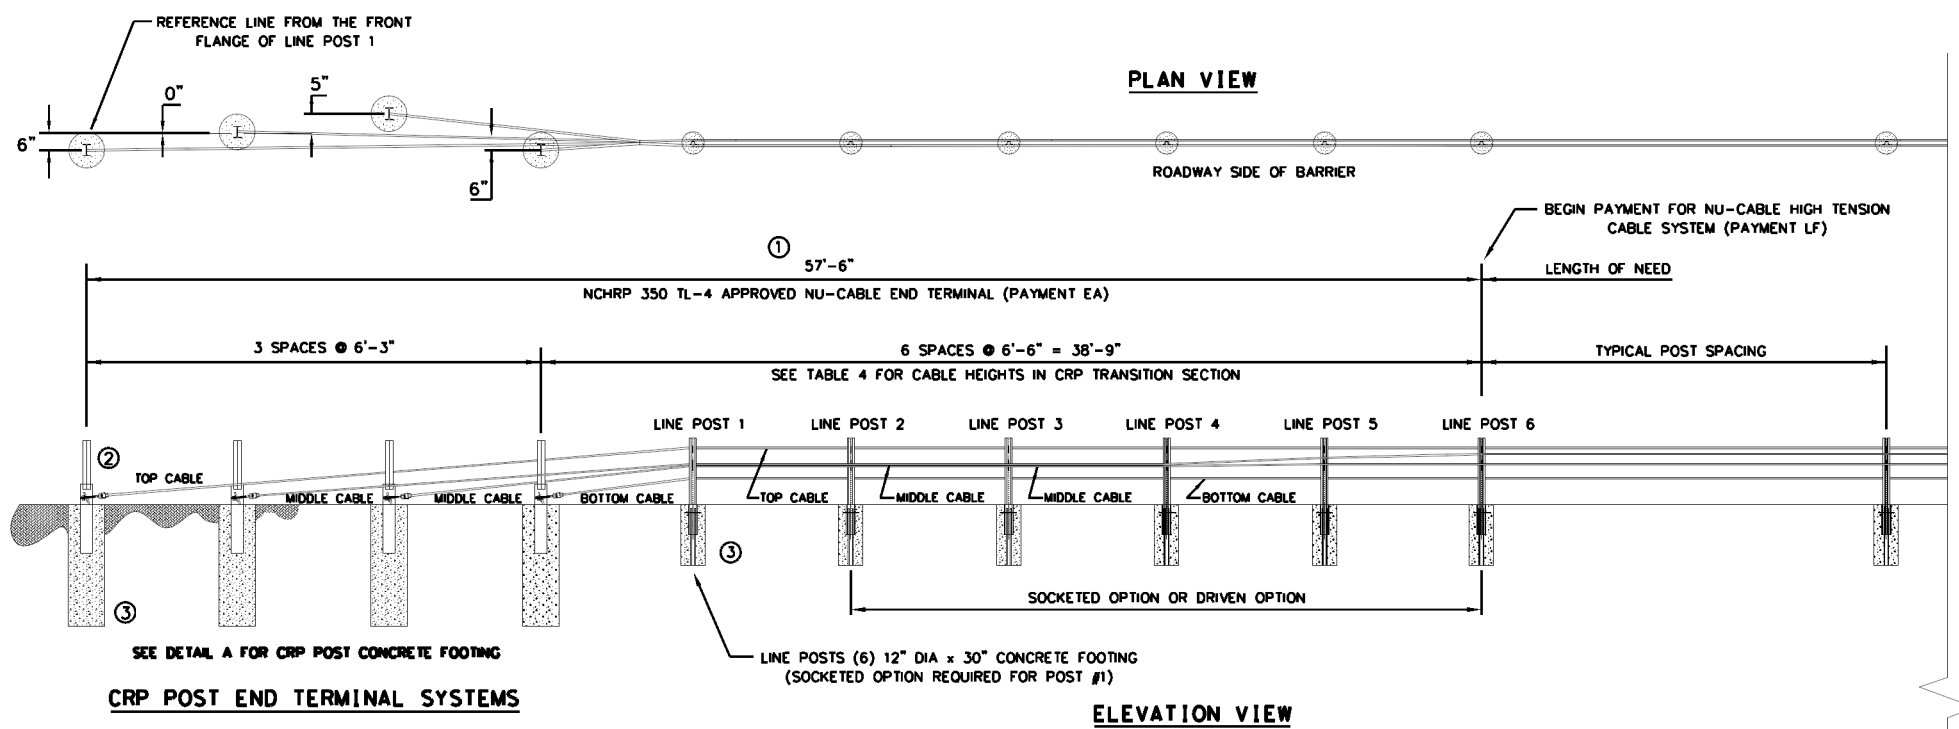 REFERENCE LINE FROM THE FRONT
FLANGE OF LINE POST 1
PLAN VIEW
5"
0"
6"
6"
ROADWAY SIDE OF BARRIER
BEGIN PAYMENT FOR NU-CABLE HIGH TENSION
CABLE SYSTEM (PAYMENT LF)
1
57'-6"
LENGTH OF NEED
NCHRP 350 TL-4 APPROVED NU-CABLE END TERMINAL (PAYMENT EA)
3 SPACES @ 6'-3"
6 SPACES @ 6'-6" = 38'-9"
TYPICAL POST SPACING
SEE TABLE 4 FOR CABLE HEIGHTS IN CRP TRANSITION SECTION
LINE POST 1
LINE POST 2
LINE POST 3
LINE POST 4
LINE POST 5
LINE POST 6
2
TOP CABLE
MIDDLE CABLE
MIDDLE CABLE
BOTTOM CABLE
TOP CABLE
MIDDLE CABLE
MIDDLE CABLE
BOTTOM CABLE
3
3
SOCKETED OPTION OR DRIVEN OPTION
SEE DETAIL A FOR CRP POST CONCRETE FOOTING
LINE POSTS (6) 12" DIA x 30" CONCRETE FOOTING
(SOCKETED OPTION REQUIRED FOR POST #1)
CRP POST END TERMINAL SYSTEMS
ELEVATION VIEW